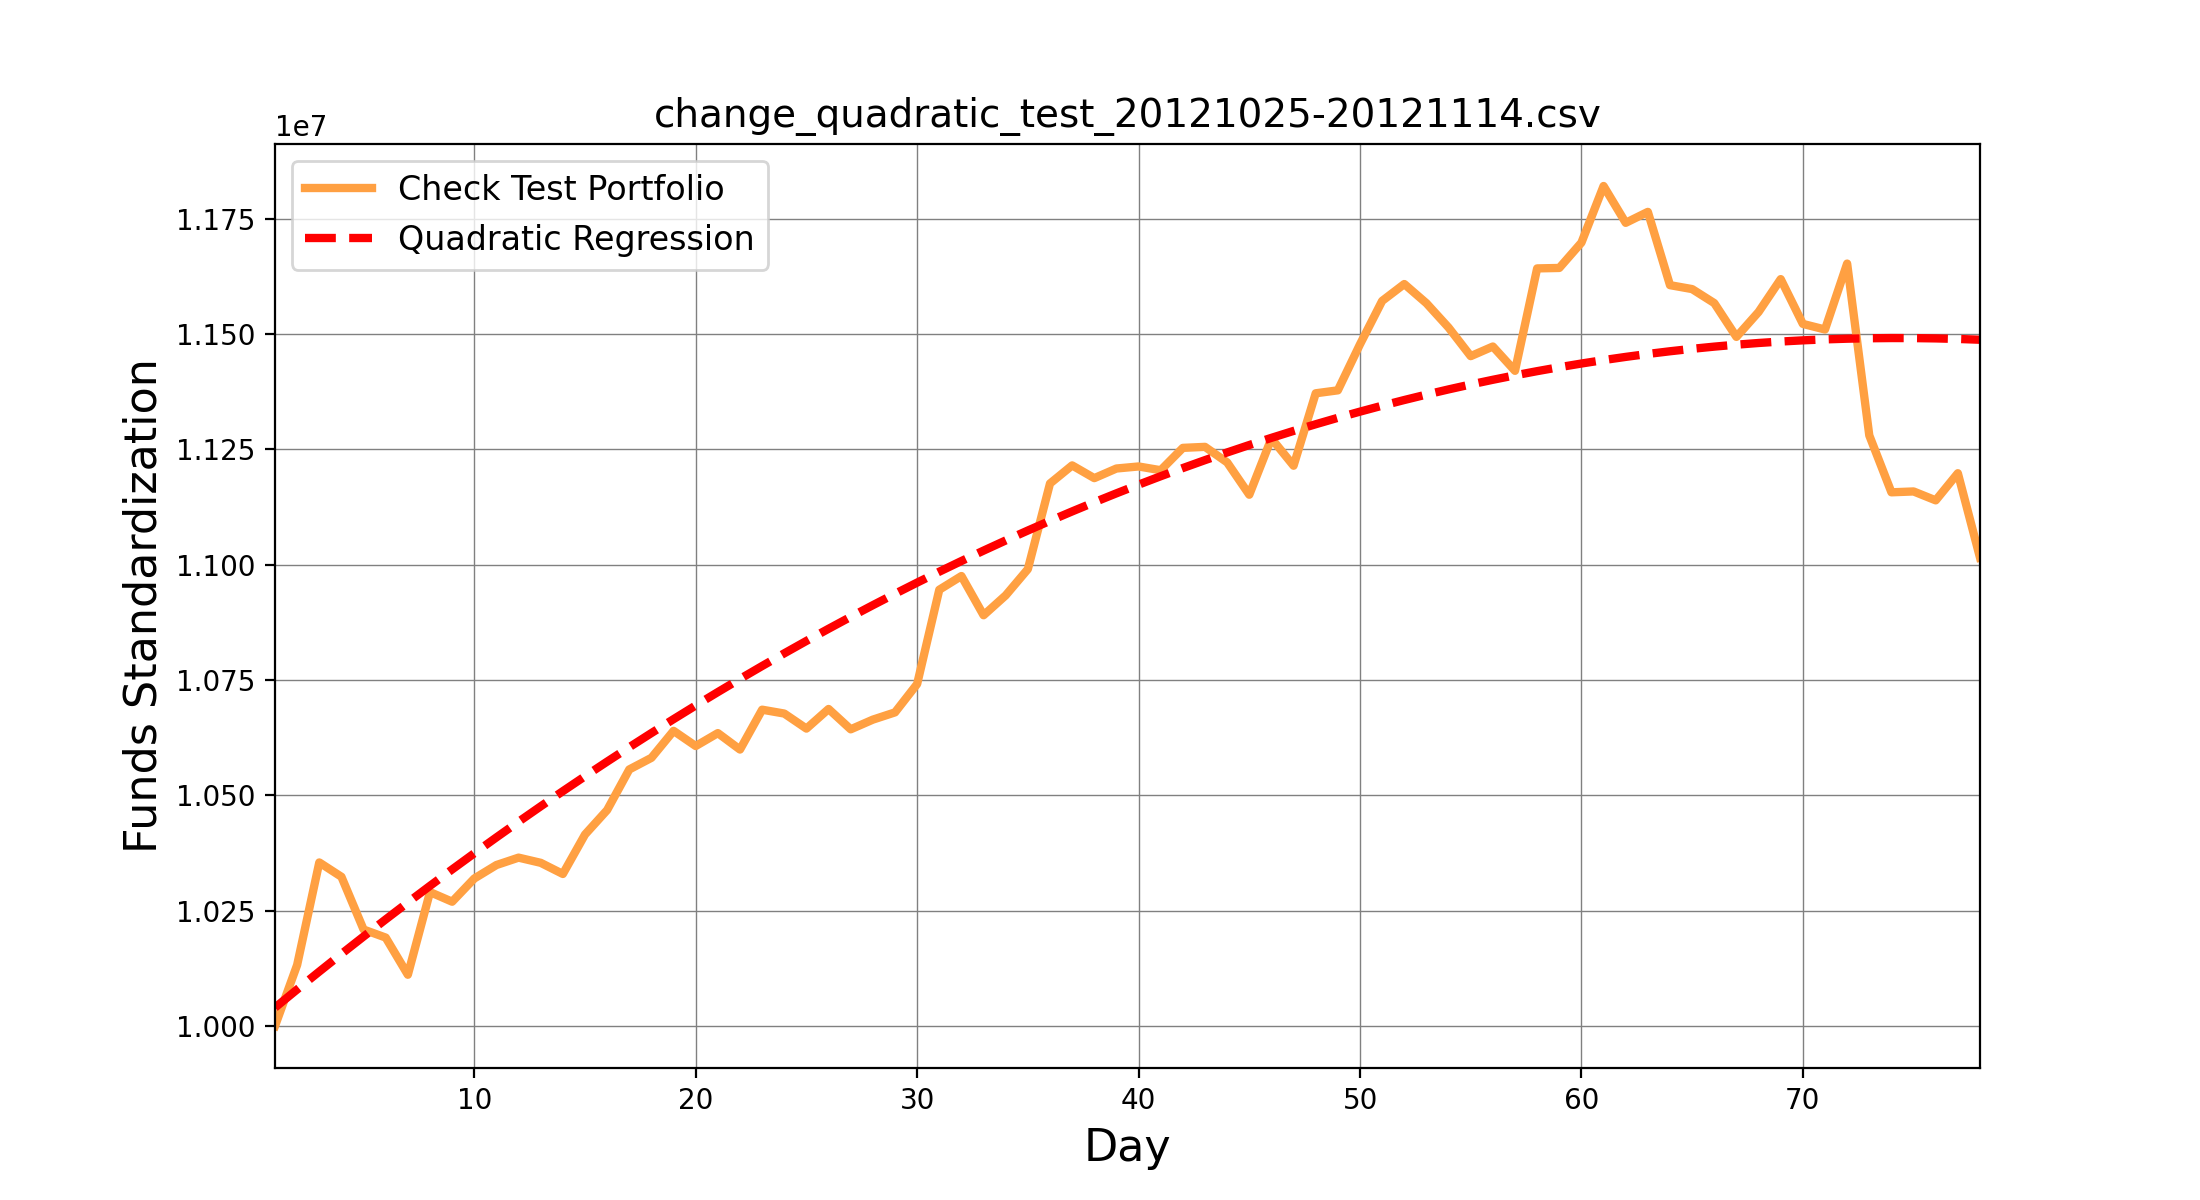 change_quadratic_test_20121025-20121114.csv
1e7
Check Test Portfolio
Quadratic Regression
1.175
1.150
1.125
1.100
1.075
1.050
1.025
1.000
Funds Standardization
10 20 30 40 50 60 70
Day